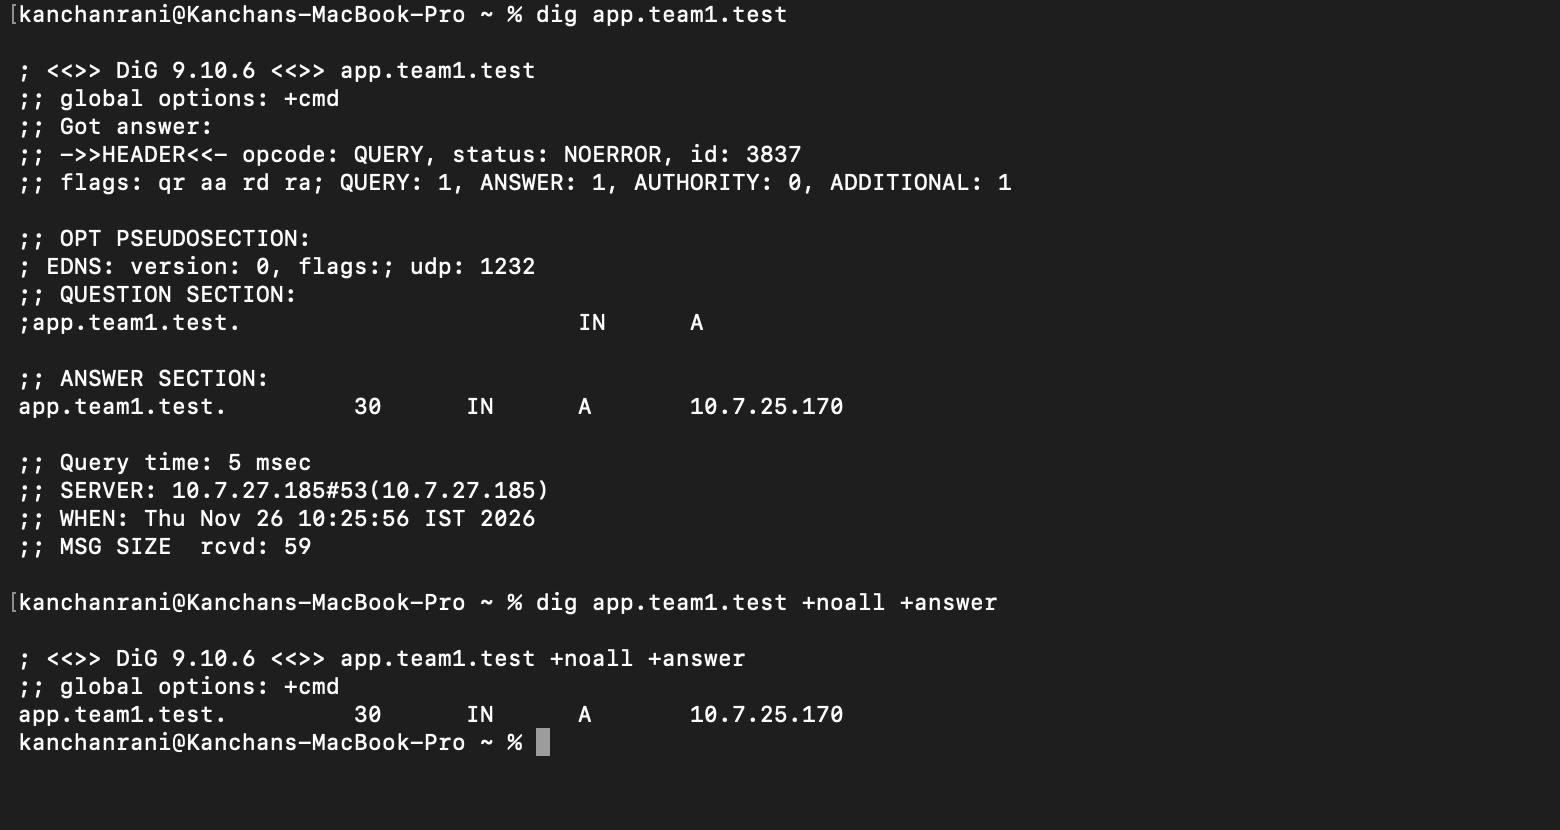 [kanchanrani@Kanchans-MacBook-Pro ~ % dig app.team1.test
; <<>> DiG 9.10.6 <<>> app.team1.test
;; global options: +cmd
;; Got answer:
;; ->>HEADER<<- opcode: QUERY, status: NOERROR, id: 3837
;; flags: qr aa rd ra; QUERY: 1, ANSWER: 1, AUTHORITY: 0, ADDITIONAL: 1
;; OPT PSEUDOSECTION:
; EDNS: version: 0, flags:; udp: 1232
;; QUESTION SECTION:
;app.team1.test. IN A
;; ANSWER SECTION:
app.team1.test. 30 IN A 10.7.25.170
;; Query time: 5 msec
;; SERVER: 10.7.27.185#53(10.7.27.185)
;; WHEN: Thu Nov 26 10:25:56 IST 2026
;; MSG SIZE  rcvd: 59
[kanchanrani@Kanchans-MacBook-Pro ~ % dig app.team1.test +noall +answer
; <<>> DiG 9.10.6 <<>> app.team1.test +noall +answer
;; global options: +cmd
app.team1.test. 30 IN A 10.7.25.170
kanchanrani@Kanchans-MacBook-Pro ~ %